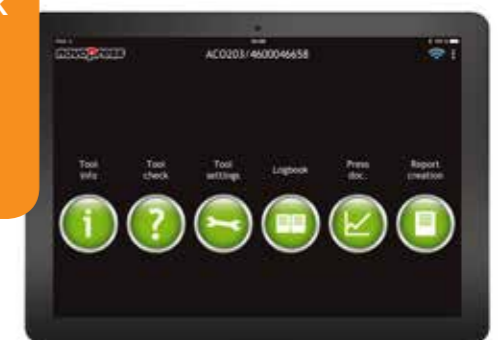 K
novopress
ACO203/4600046658
Tool info
Tool check
Tool settings
Logbook
Press doc.
Report creation